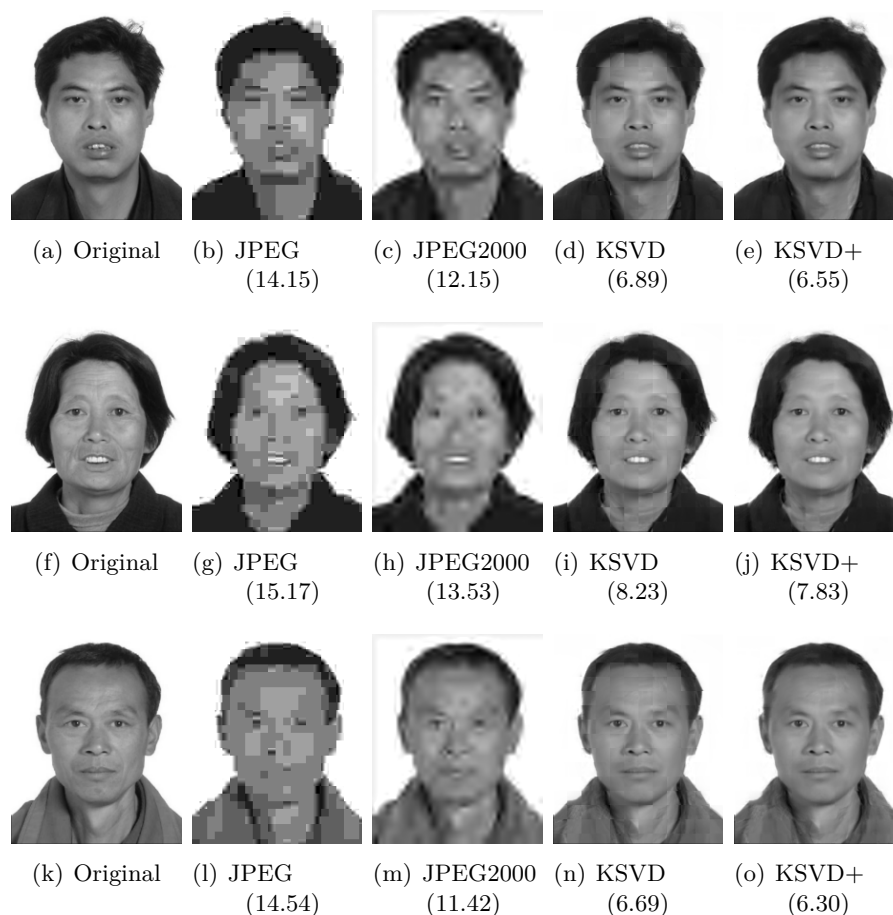 (a) Original (b) JPEG (c) JPEG2000 (d) KSVD (e) KSVD+
(14.15) (12.15) (6.89) (6.55)
(f) Original (g) JPEG (h) JPEG2000 (i) KSVD (j) KSVD+
(15.17) (13.53) (8.23) (7.83)
(k) Original (l) JPEG (m) JPEG2000 (n) KSVD (o) KSVD+
(14.54) (11.42) (6.69) (6.30)